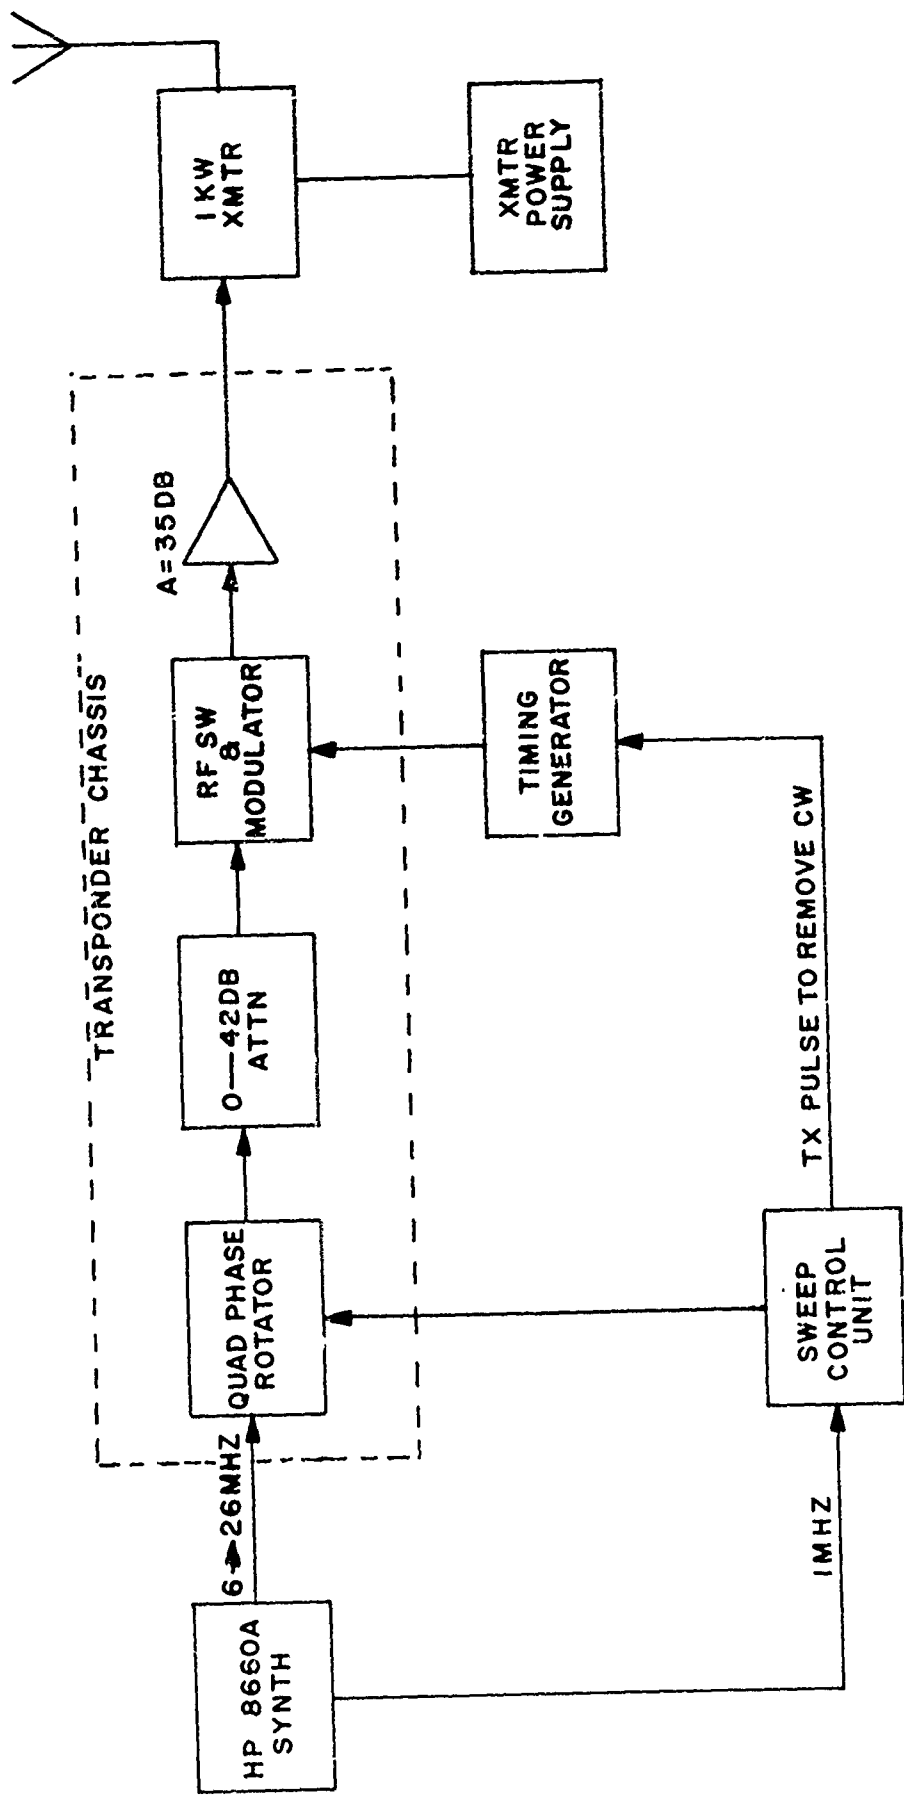 TRANSPONDER CHASSIS
HP 8660A
SYNTH
6→26MHZ
QUAD PHASE
ROTATOR
0—42DB
ATTN
RF SW
&
MODULATOR
A=35DB
1KW
XMTR
XMTR
POWER
SUPPLY
TIMING
GENERATOR
1MHZ
SWEEP
CONTROL
UNIT
TX PULSE TO REMOVE CW